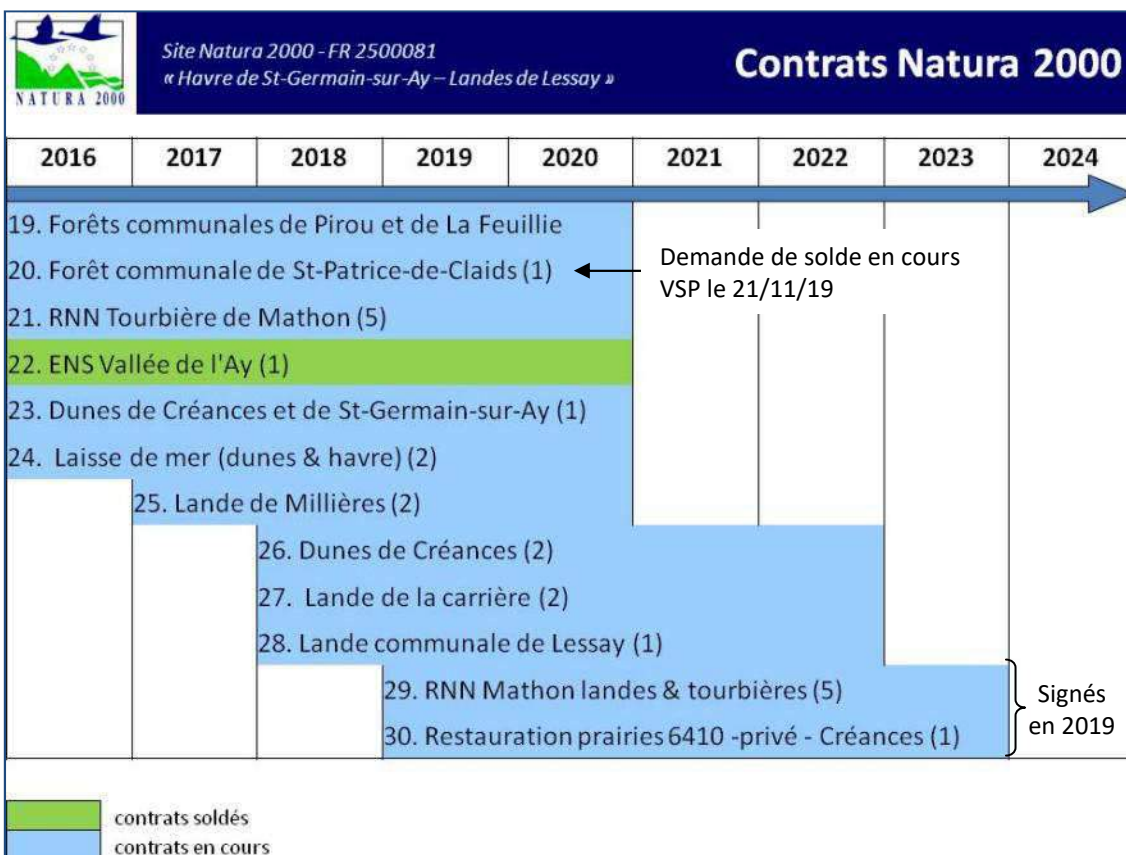 NATURA 2000
Site Natura 2000 - FR 2500081
« Havre de St-Germain-sur-Ay – Landes de Lessay »
Contrats Natura 2000
2016 2017 2018 2019 2020 2021 2022 2023 2024
19. Forêts communales de Pirou et de La Feuillie
20. Forêt communale de St-Patrice-de-Claids (1)
Demande de solde en cours
VSP le 21/11/19
21. RNN Tourbière de Mathon (5)
22. ENS Vallée de l'Ay (1)
23. Dunes de Créances et de St-Germain-sur-Ay (1)
24. Laisse de mer (dunes & havre) (2)
25. Lande de Millières (2)
26. Dunes de Créances (2)
27. Lande de la carrière (2)
28. Lande communale de Lessay (1)
29. RNN Mathon landes & tourbières (5)
30. Restauration prairies 6410 -privé - Créances (1)
Signés
en 2019
contrats soldés
contrats en cours